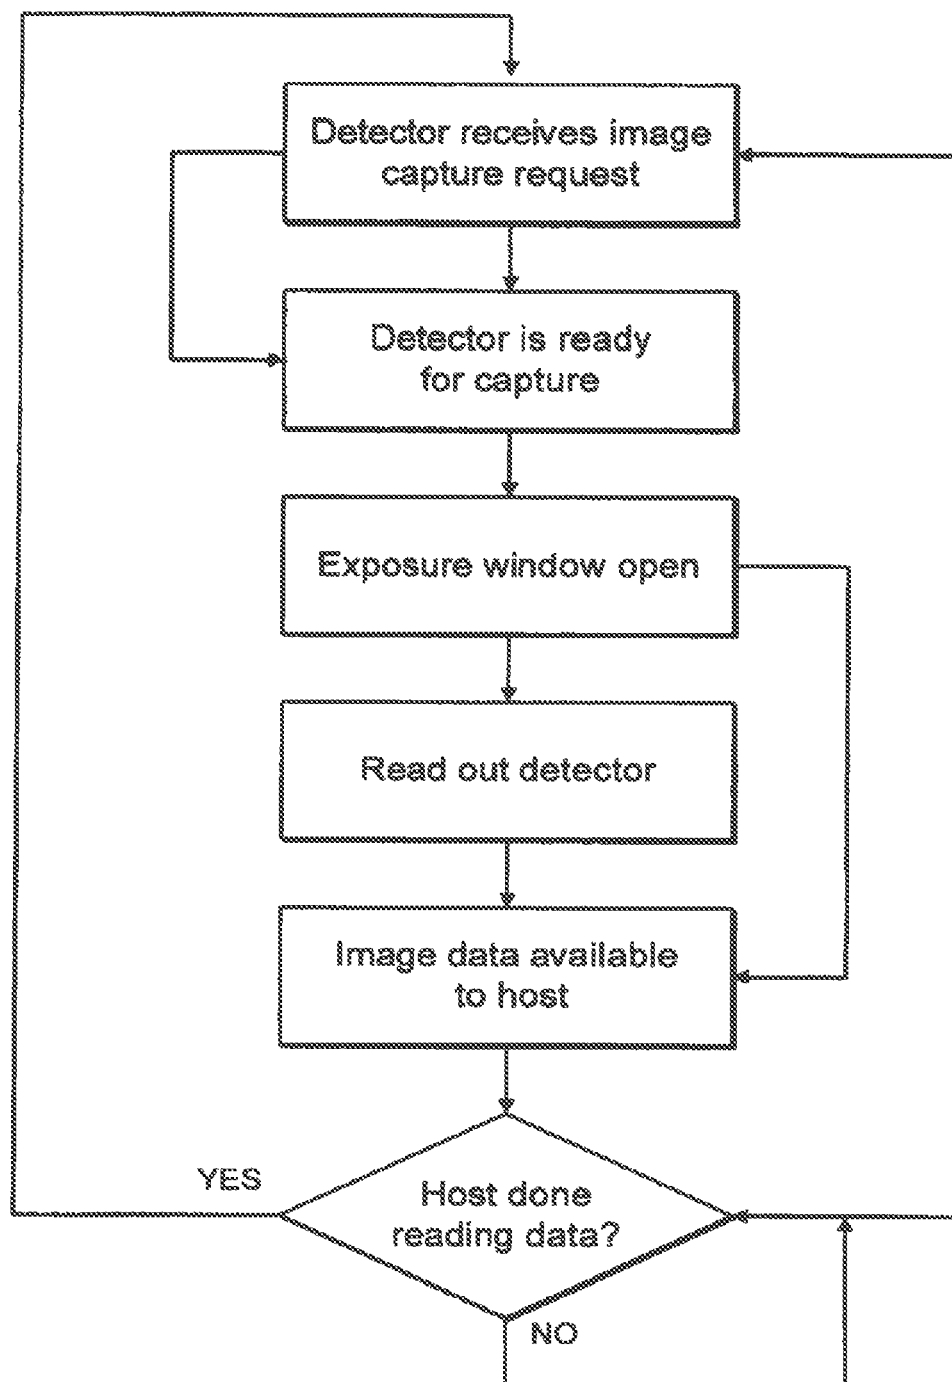 Detector receives image
capture request
Detector is ready
for capture
Exposure window open
Read out detector
Image data available
to host
YES
Host done
reading data?
NO